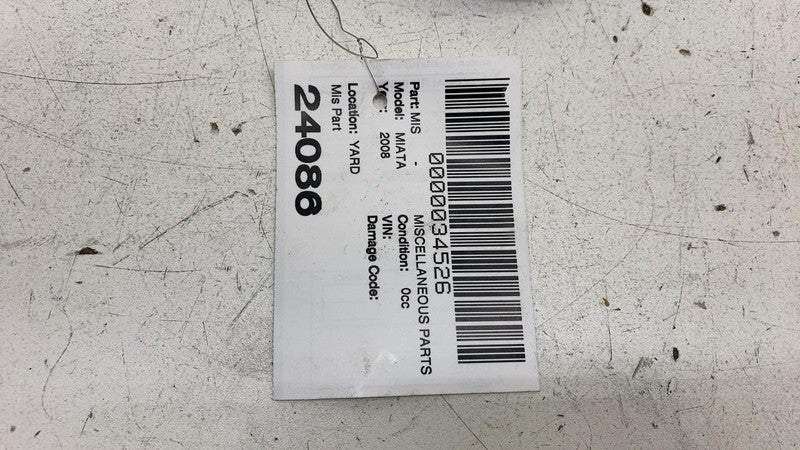 0000034526
Part: MIS - MISCELLANEOUS PARTS
Model: MIATA Condition: 0cc
Year: 2008 VIN:
Damage Code:
Location: YARD
Mis Part
24086